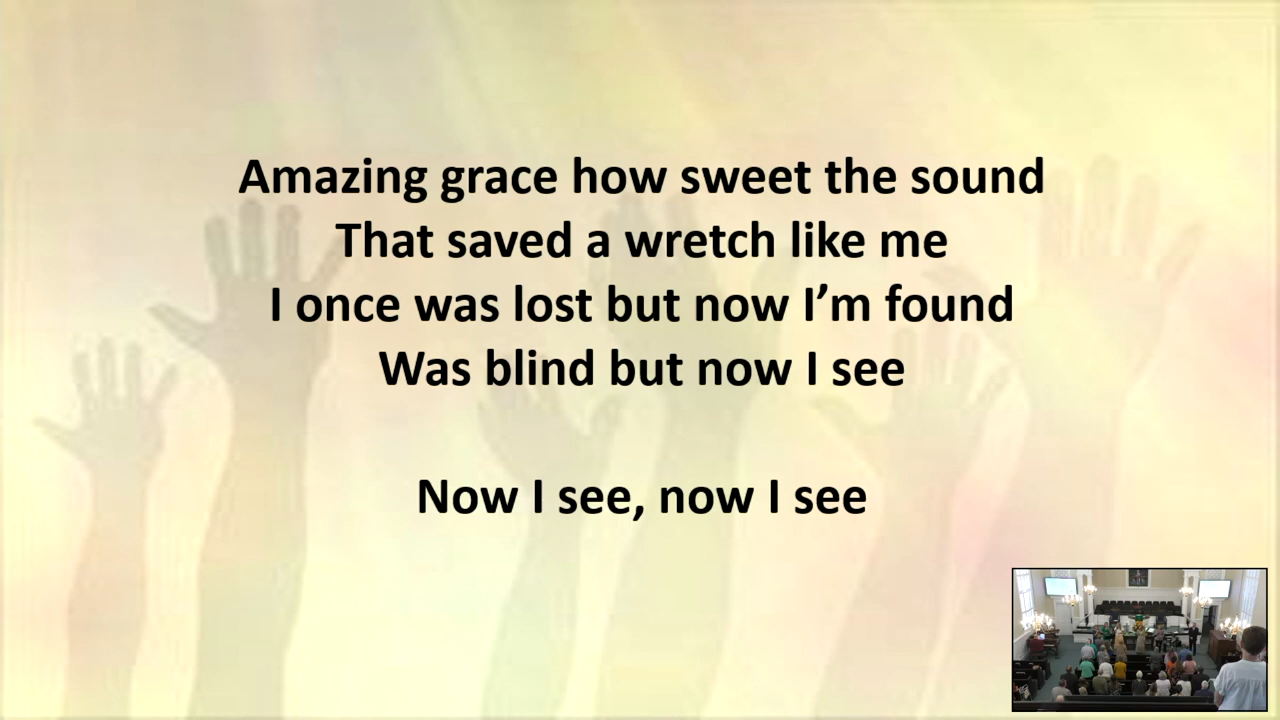 Amazing grace how sweet the sound
That saved a wretch like me
I once was lost but now I’m found
Was blind but now I see
Now I see, now I see